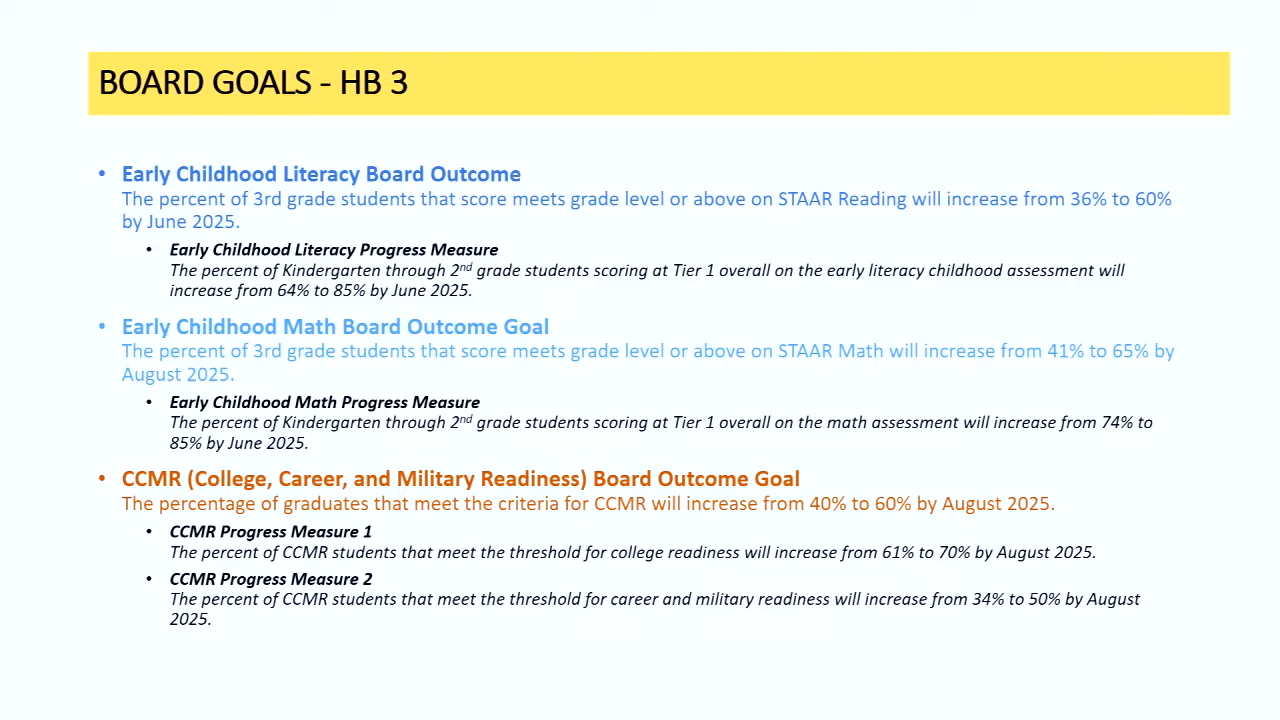 BOARD GOALS - HB 3
• Early Childhood Literacy Board Outcome
The percent of 3rd grade students that score meets grade level or above on STAAR Reading will increase from 36% to 60%
by June 2025.
• Early Childhood Literacy Progress Measure
The percent of Kindergarten through 2nd grade students scoring at Tier 1 overall on the early literacy childhood assessment will
increase from 64% to 85% by June 2025.
• Early Childhood Math Board Outcome Goal
The percent of 3rd grade students that score meets grade level or above on STAAR Math will increase from 41% to 65% by
August 2025.
• Early Childhood Math Progress Measure
The percent of Kindergarten through 2nd grade students scoring at Tier 1 overall on the math assessment will increase from 74% to
85% by June 2025.
• CCMR (College, Career, and Military Readiness) Board Outcome Goal
The percentage of graduates that meet the criteria for CCMR will increase from 40% to 60% by August 2025.
• CCMR Progress Measure 1
The percent of CCMR students that meet the threshold for college readiness will increase from 61% to 70% by August 2025.
• CCMR Progress Measure 2
The percent of CCMR students that meet the threshold for career and military readiness will increase from 34% to 50% by August
2025.